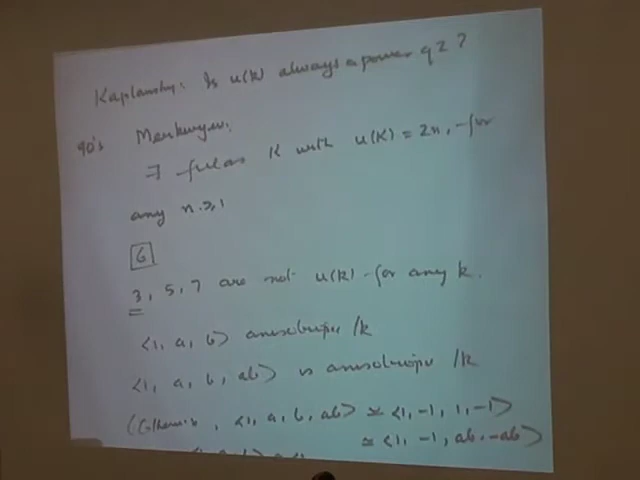 Kaplansky: Is u(k) always a power of 2?
90's Merkurjev:
∃ fields K with u(K) = 2n, for
any n ≥ 1
6
3, 5, 7 are not u(k) for any k.
<1, a, b> anisotropic /k
<1, a, b, ab> is anisotropic /k
(Otherwise, <1, a, b, ab> ≃ <1, -1, 1, -1>
≃ <1, -1, ab, -ab>